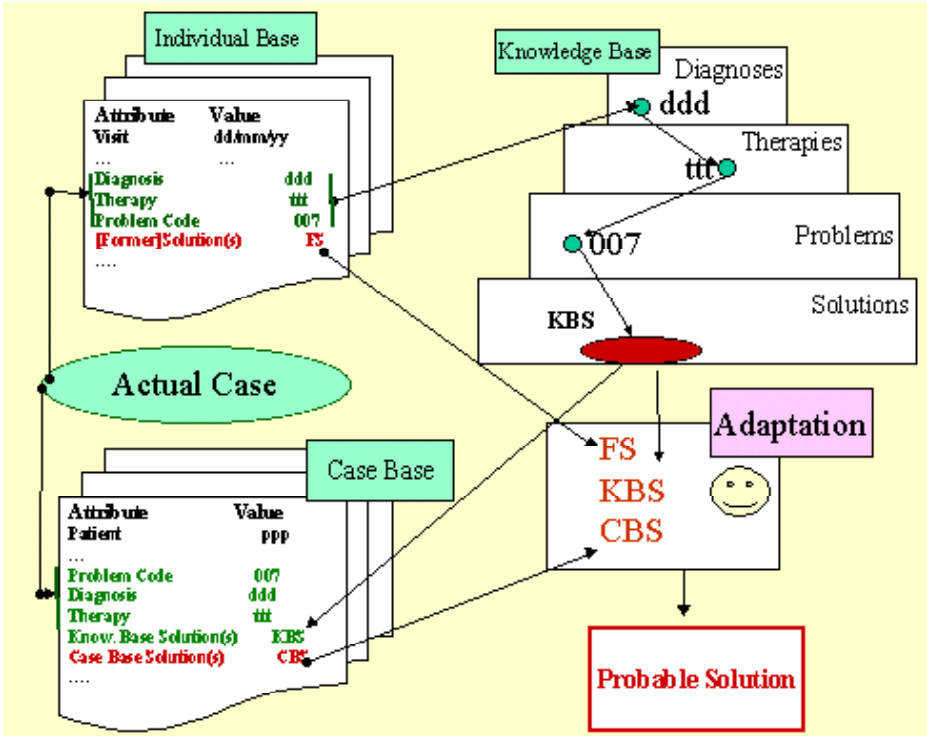 Individual Base
Attribute Value
Visit dd/mm/yy
... ...
Diagnosis ddd
Therapy ttt
Problem Code 007
[Former]Solution(s) FS
....
Knowledge Base
Diagnoses
ddd
Therapies
ttt
Problems
007
Solutions
KBS
Actual Case
Case Base
Attribute Value
Patient ppp
...
Problem Code 007
Diagnosis ddd
Therapy ttt
Know. Base Solution(s) KBS
Case Base Solution(s) CBS
....
Adaptation
FS
KBS
CBS
Probable Solution